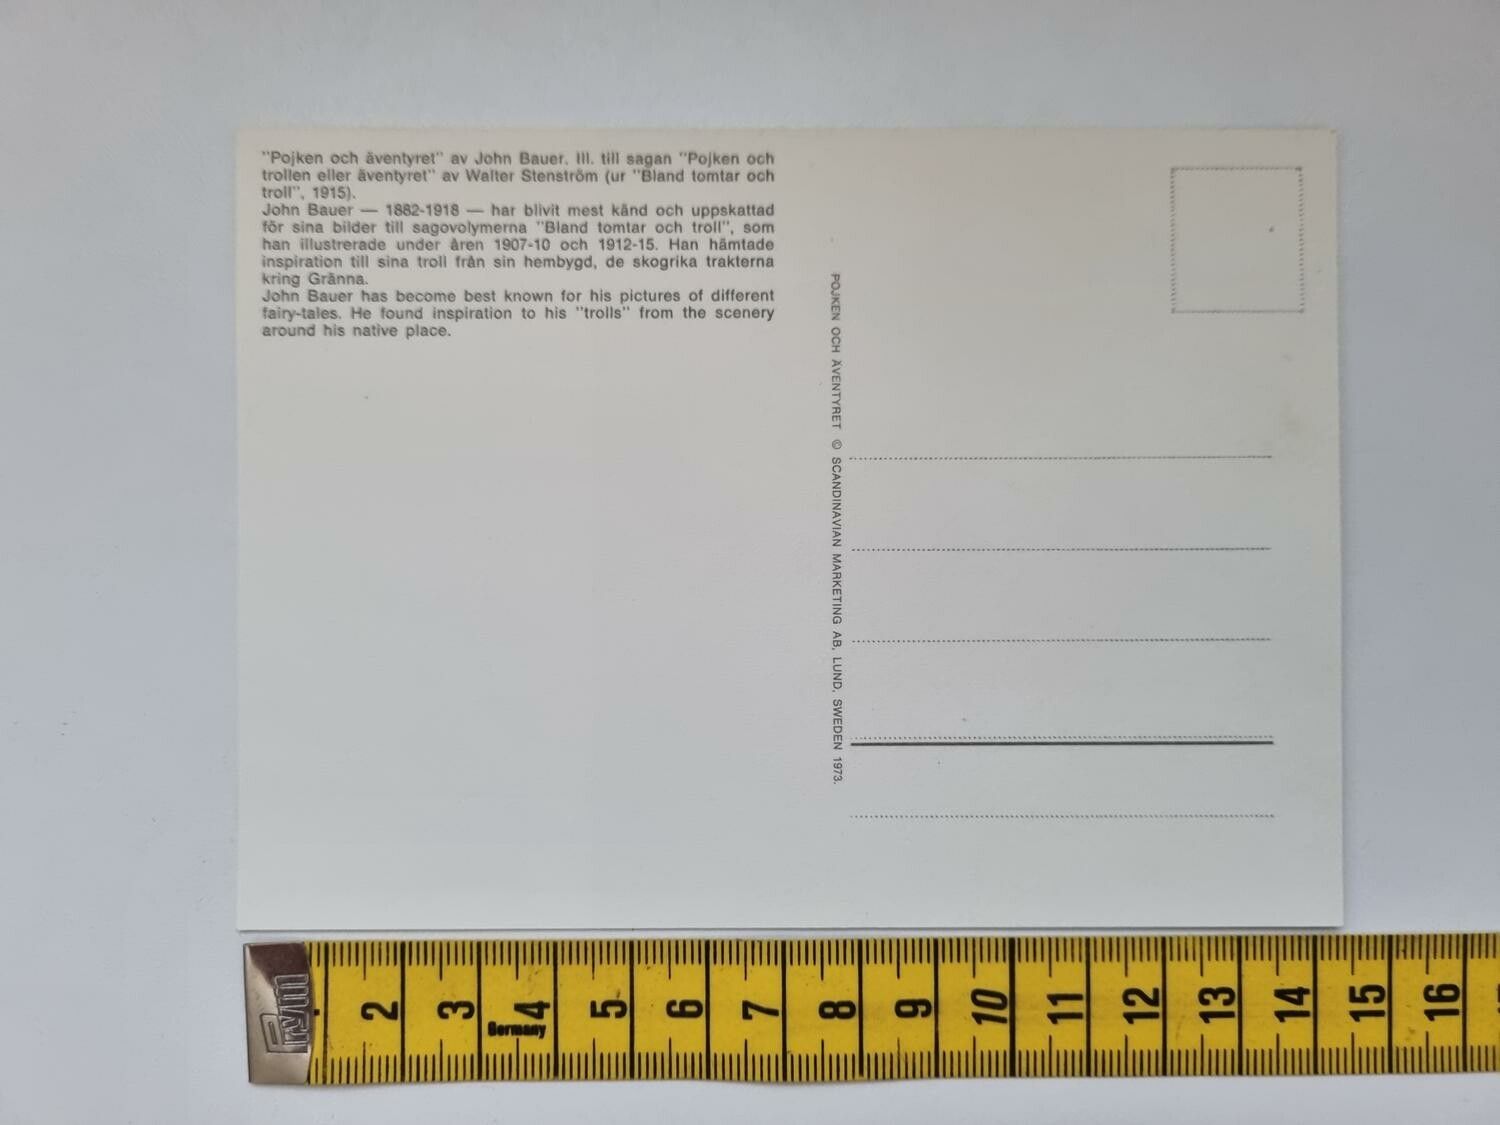 "Pojken och äventyret" av John Bauer. Ill. till sagan "Pojken och
trollen eller äventyret" av Walter Stenström (ur "Bland tomtar och
troll", 1915).
John Bauer — 1882-1918 — har blivit mest känd och uppskattad
för sina bilder till sagovolymerna "Bland tomtar och troll", som
han illustrerade under åren 1907-10 och 1912-15. Han hämtade
inspiration till sina troll från sin hembygd, de skogrika trakterna
kring Gränna.
John Bauer has become best known for his pictures of different
fairy-tales. He found inspiration to his "trolls" from the scenery
around his native place.
POJKEN OCH ÄVENTYRET © SCANDINAVIAN MARKETING AB, LUND, SWEDEN 1973.
Prym
2 3 4 5 6 7 8 9 10 11 12 13 14 15 16
Germany